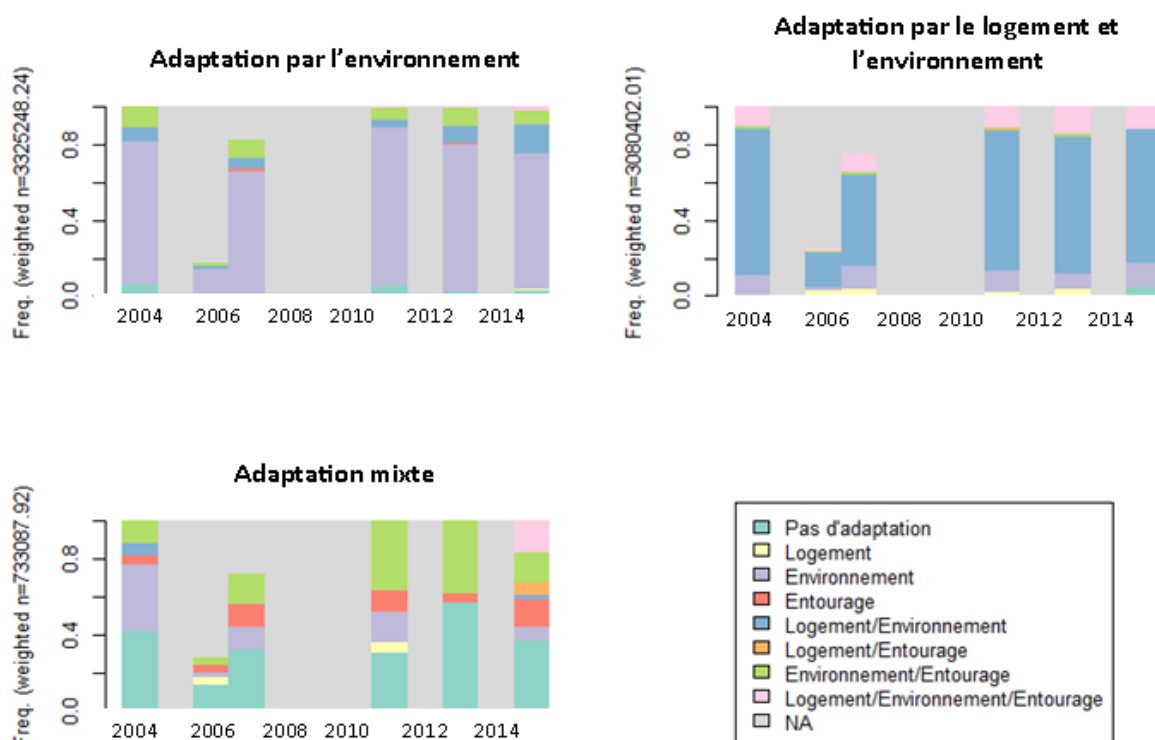 Adaptation par l'environnement
Freq. (weighted n=3325248.24)
0.0 0.4 0.8
2004 2006 2008 2010 2012 2014
Adaptation par le logement et
l'environnement
Freq. (weighted n=3080402.01)
0.0 0.4 0.8
2004 2006 2008 2010 2012 2014
Adaptation mixte
Freq. (weighted n=733087.92)
0.0 0.4 0.8
2004 2006 2008 2010 2012 2014
Pas d'adaptation
Logement
Environnement
Entourage
Logement/Environnement
Logement/Entourage
Environnement/Entourage
Logement/Environnement/Entourage
NA